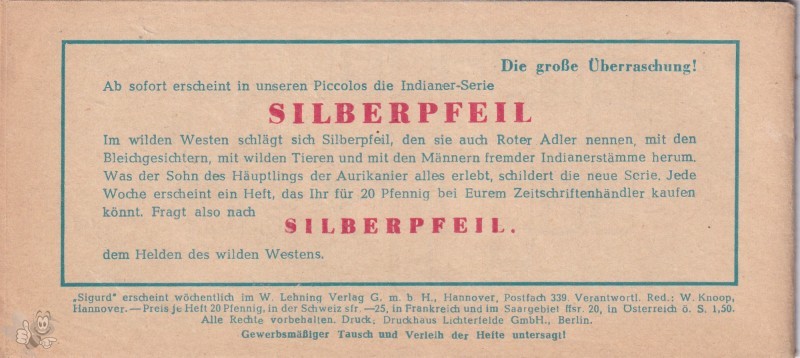 Die große Überraschung!
Ab sofort erscheint in unseren Piccolos die Indianer-Serie
SILBERPFEIL
Im wilden Westen schlägt sich Silberpfeil, den sie auch Roter Adler nennen, mit den
Bleichgesichtern, mit wilden Tieren und mit den Männern fremder Indianerstämme herum.
Was der Sohn des Häuptlings der Aurikanier alles erlebt, schildert die neue Serie. Jede
Woche erscheint ein Heft, das Ihr für 20 Pfennig bei Eurem Zeitschriftenhändler kaufen
könnt. Fragt also nach
SILBERPFEIL.
dem Helden des wilden Westens.
„Sigurd" erscheint wöchentlich im W. Lehning Verlag G. m b H., Hannover, Postfach 339. Verantwortl. Red.: W. Knoop,
Hannover.—Preis je Heft 20 Pfennig, in der Schweiz sfr. —25, in Frankreich und im Saargebiet ffsr. 20, in Österreich ö. S. 1,50.
Alle Rechte vorbehalten. Druck: Druckhaus Lichterfelde GmbH., Berlin.
Gewerbsmäßiger Tausch und Verleih der Hefte untersagt!